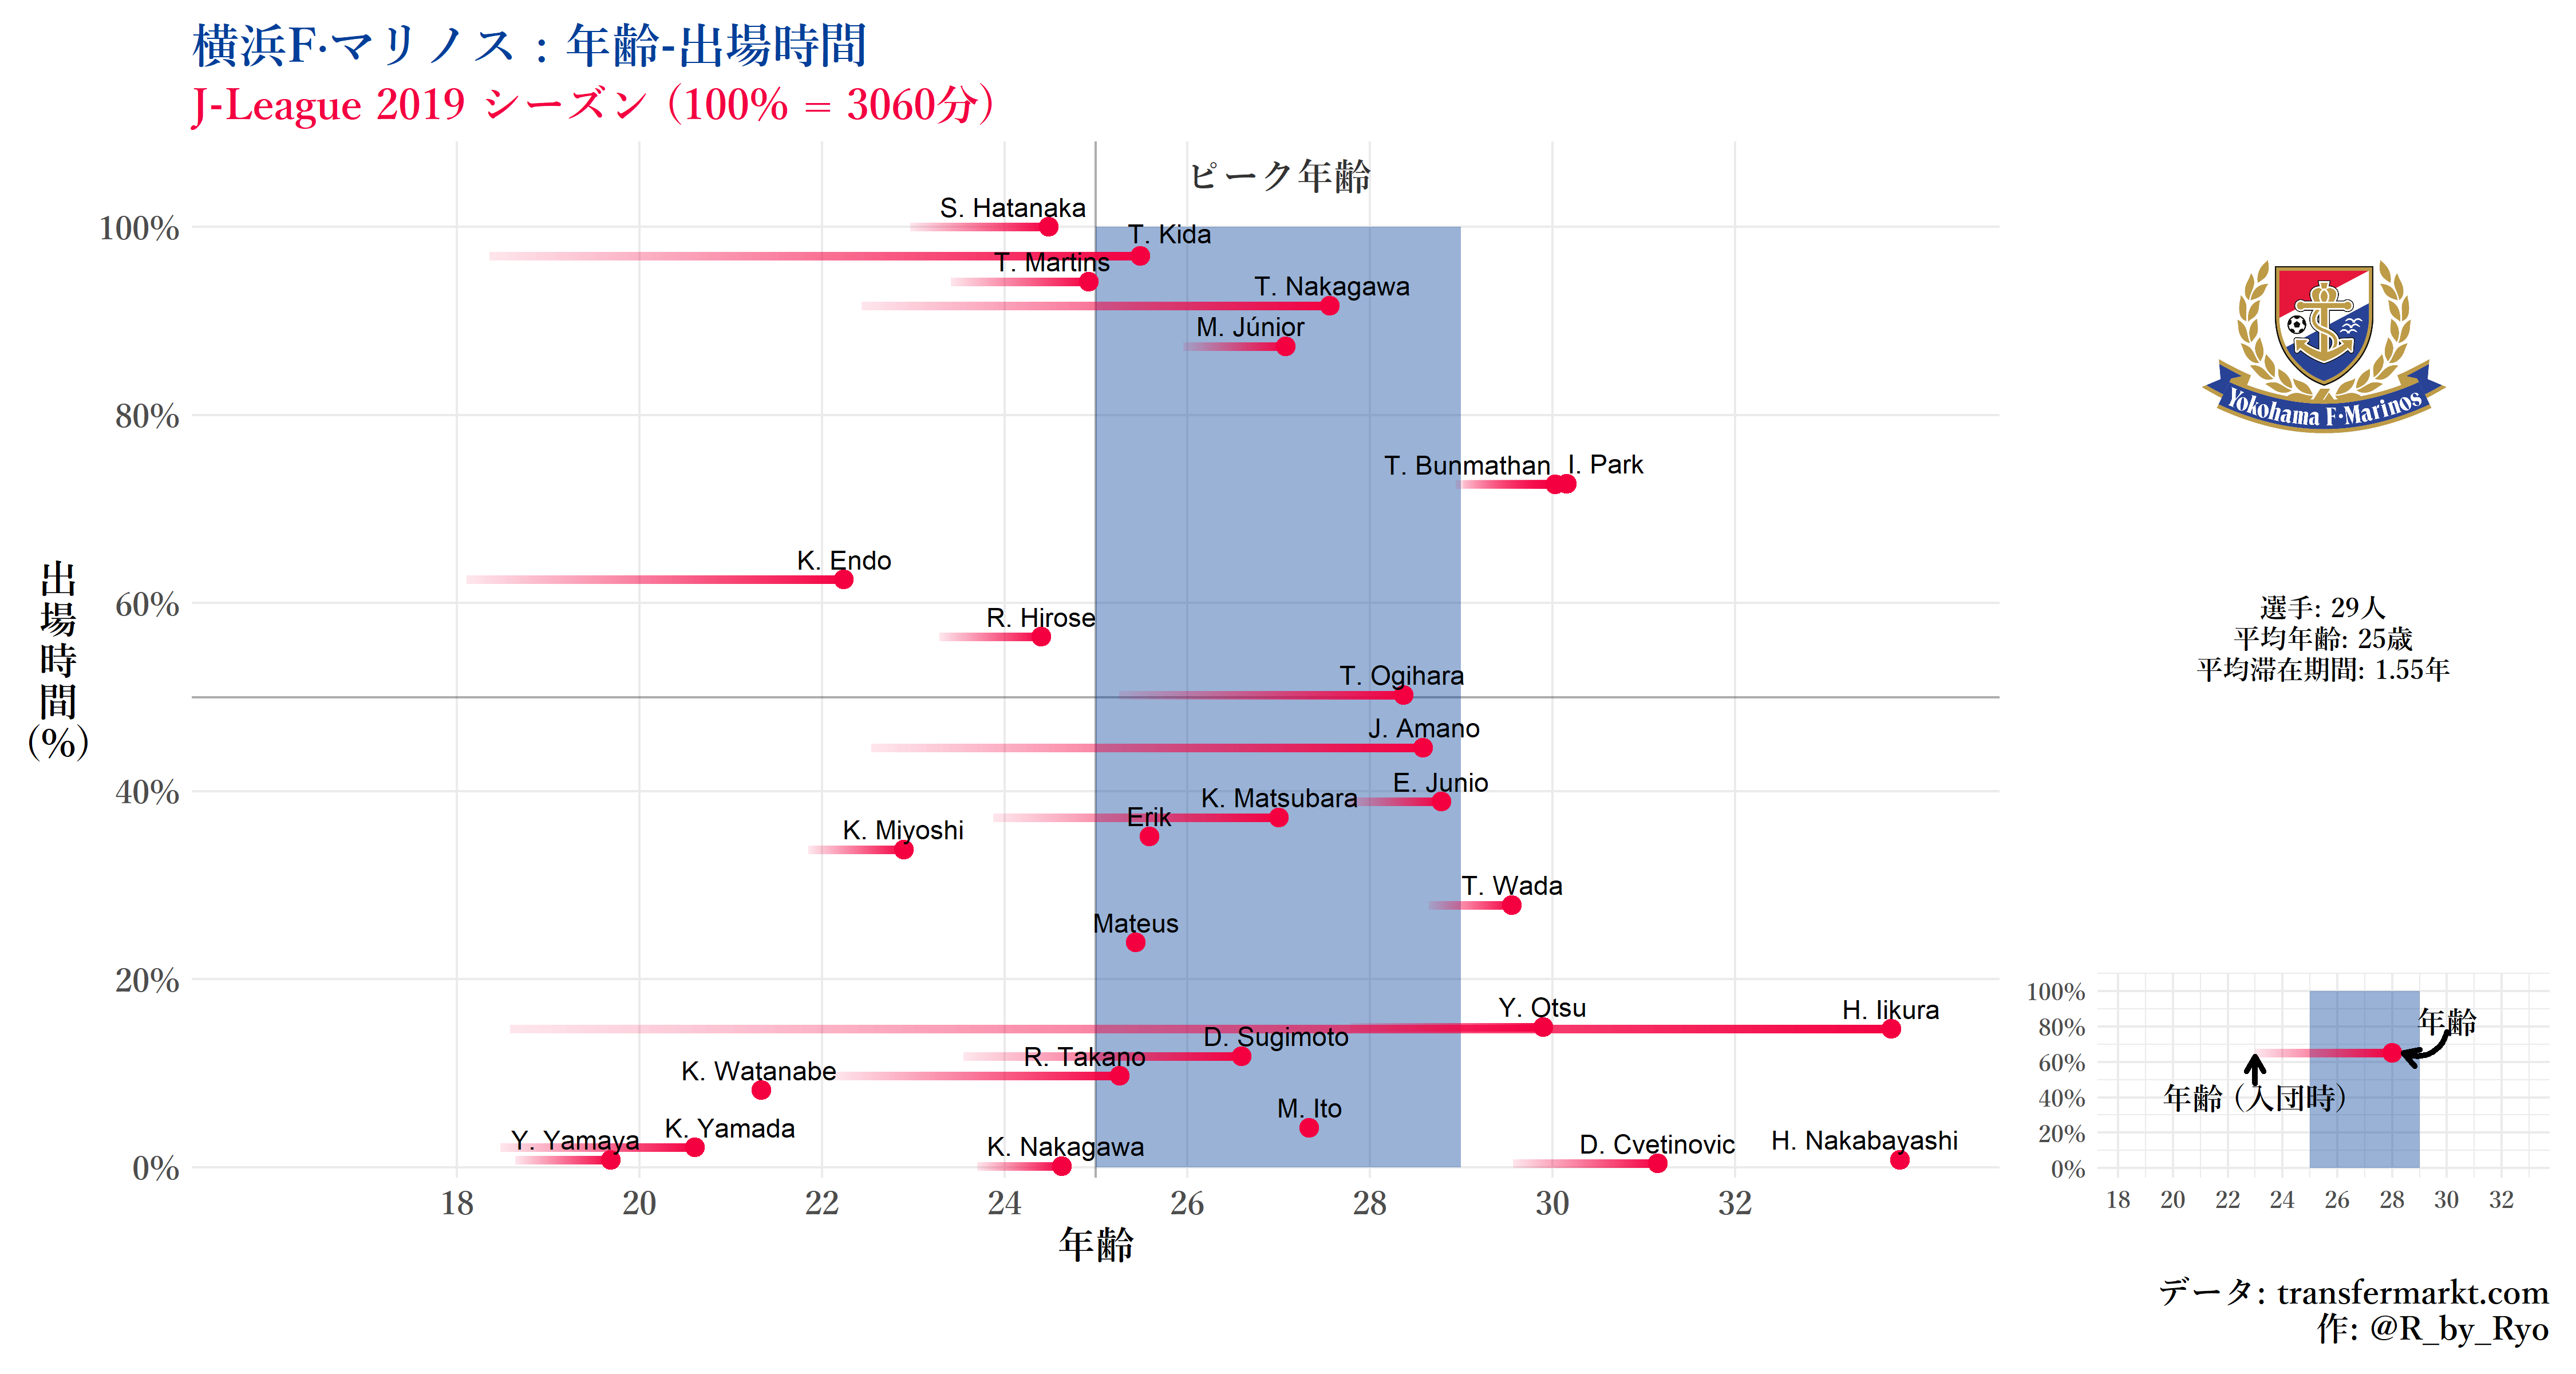 横浜F·マリノス : 年齢-出場時間
J-League 2019 シーズン (100% = 3060分)
ピーク年齢
出場時間(%)
100%
80%
60%
40%
20%
0%
S. Hatanaka
T. Kida
T. Martins
T. Nakagawa
M. Júnior
T. Bunmathan
I. Park
K. Endo
R. Hirose
T. Ogihara
J. Amano
E. Junio
K. Matsubara
Erik
K. Miyoshi
T. Wada
Mateus
Y. Otsu
H. Iikura
D. Sugimoto
R. Takano
K. Watanabe
M. Ito
K. Yamada
Y. Yamaya
K. Nakagawa
D. Cvetinovic
H. Nakabayashi
18 20 22 24 26 28 30 32
年齢
Yokohama F·Marinos
選手: 29人
平均年齢: 25歳
平均滞在期間: 1.55年
100%
80%
60%
40%
20%
0%
年齢
年齢 (入団時)
18 20 22 24 26 28 30 32
データ: transfermarkt.com
作: @R_by_Ryo